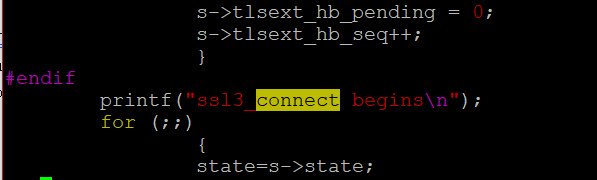 s->tlsext_hb_pending = 0;
s->tlsext_hb_seq++;
}
#endif
printf("ssl3_connect begins\n");
for (;;)
{
state=s->state;